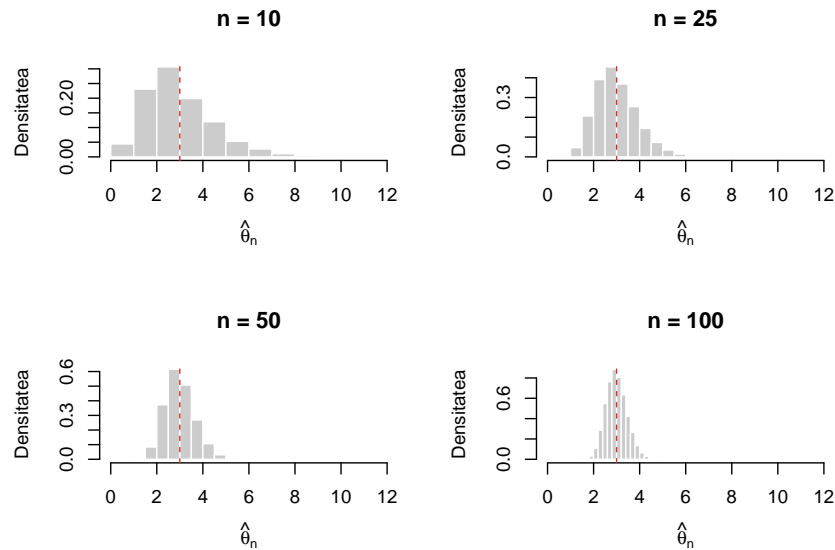 n = 10
Densitatea
0.00 0.20
0 2 4 6 8 10 12
θ̂n
n = 25
Densitatea
0.0 0.3
0 2 4 6 8 10 12
θ̂n
n = 50
Densitatea
0.0 0.3 0.6
0 2 4 6 8 10 12
θ̂n
n = 100
Densitatea
0.0 0.6
0 2 4 6 8 10 12
θ̂n